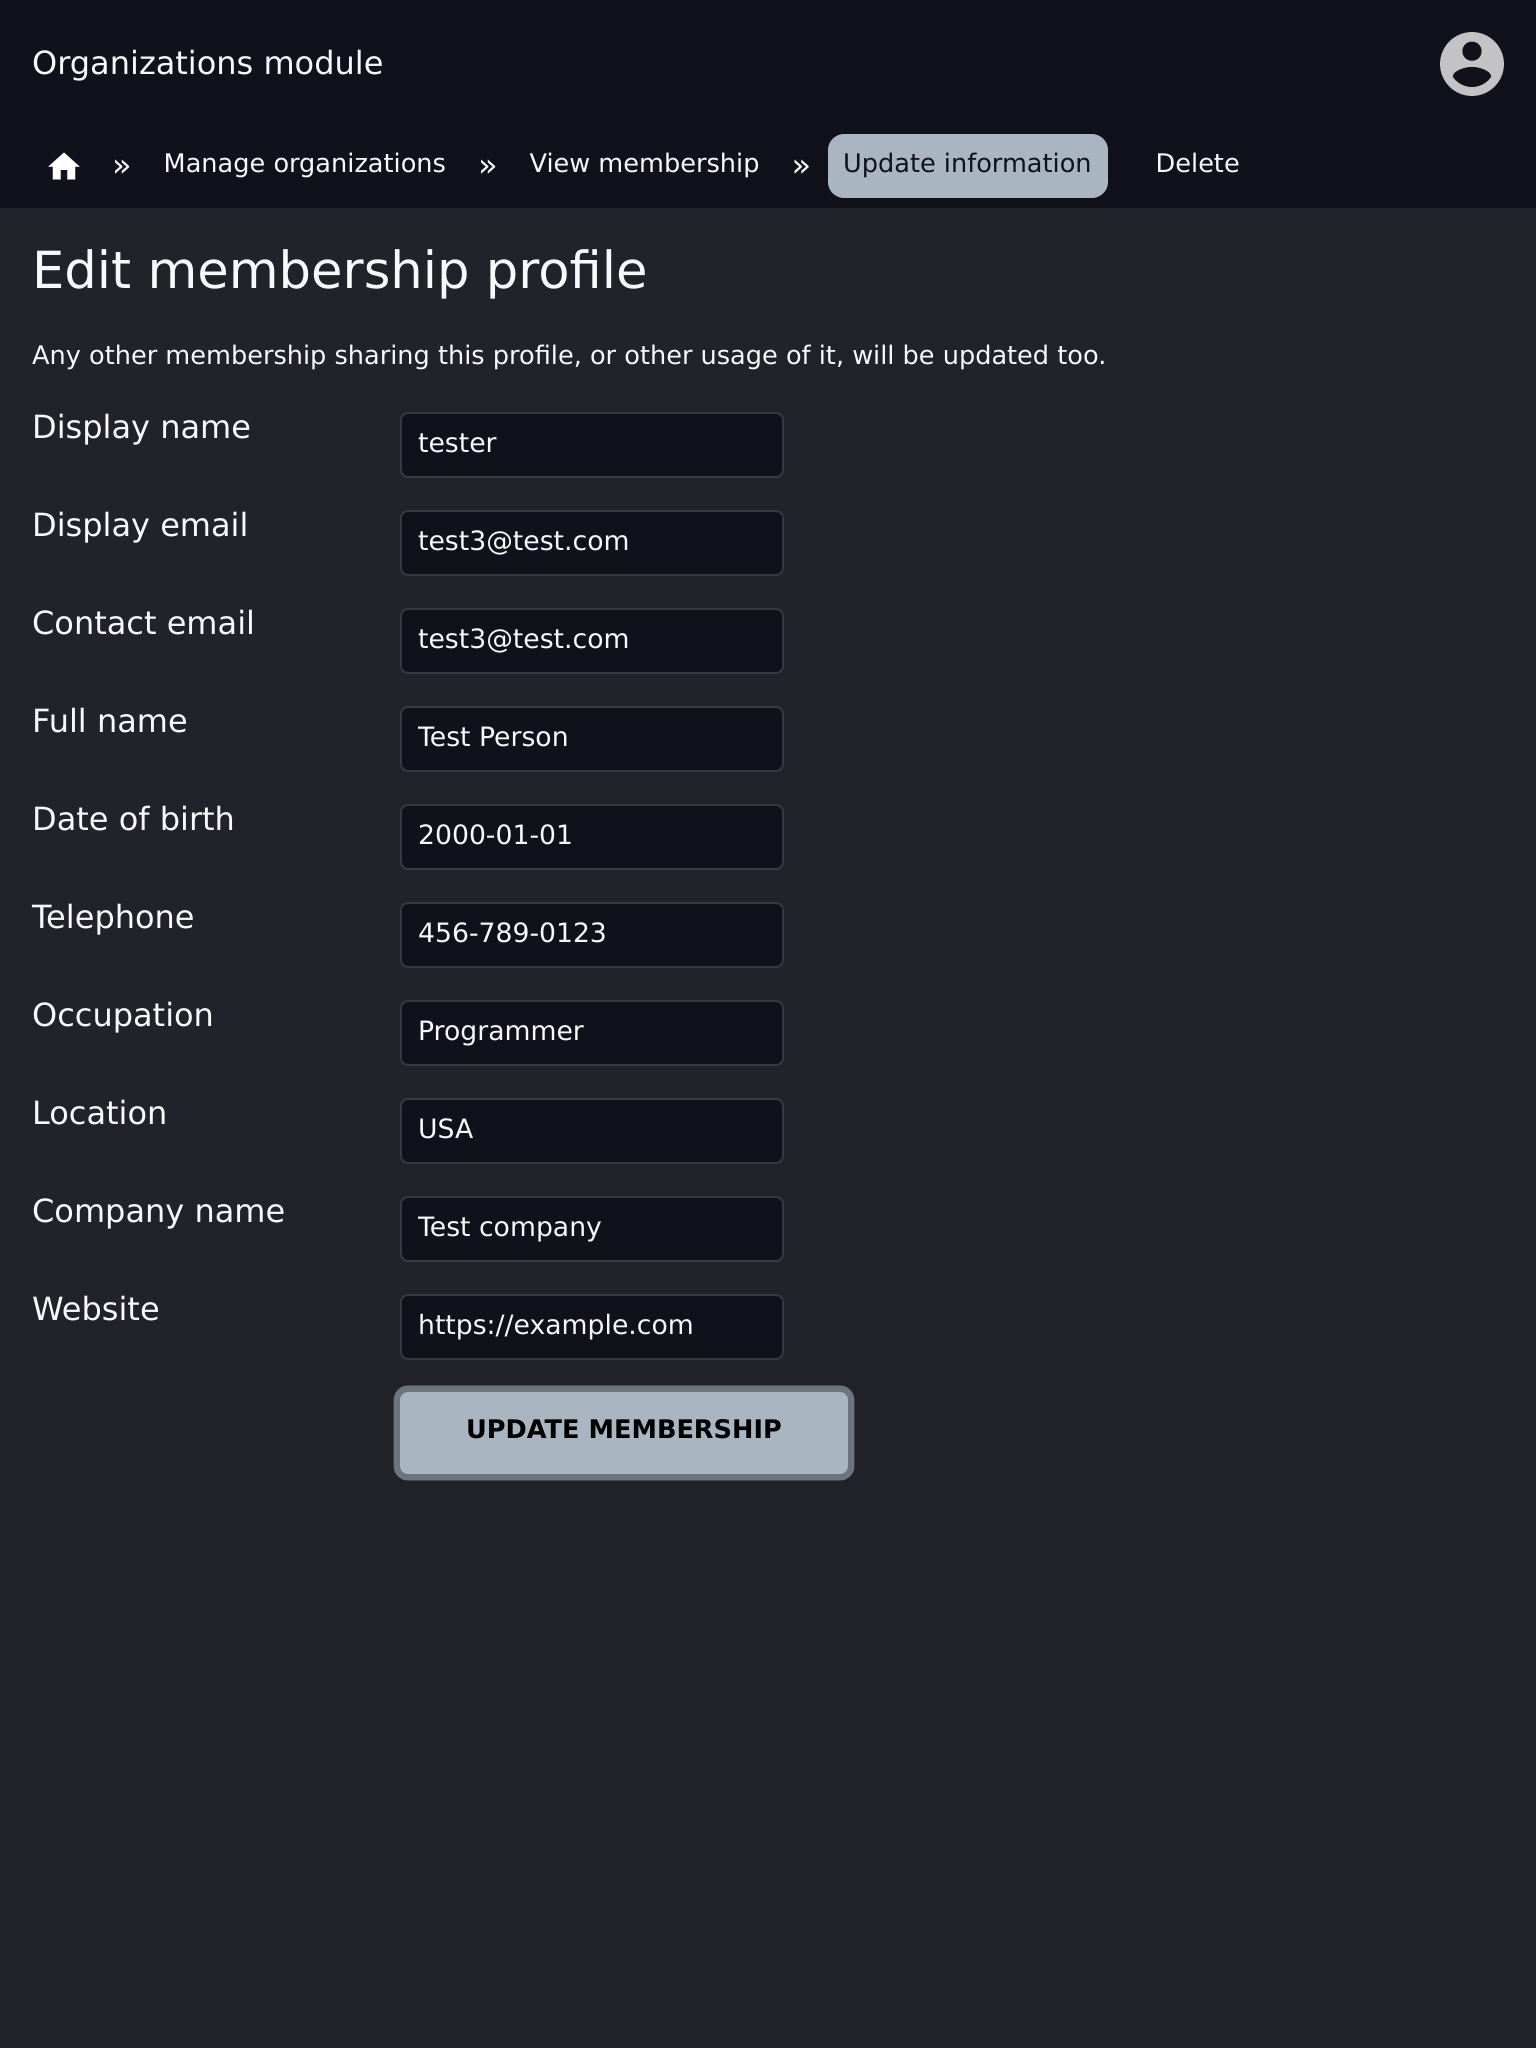 Organizations module
» Manage organizations » View membership » Update information Delete
Edit membership profile
Any other membership sharing this profile, or other usage of it, will be updated too.
Display name tester
Display email test3@test.com
Contact email test3@test.com
Full name Test Person
Date of birth 2000-01-01
Telephone 456-789-0123
Occupation Programmer
Location USA
Company name Test company
Website https://example.com
UPDATE MEMBERSHIP